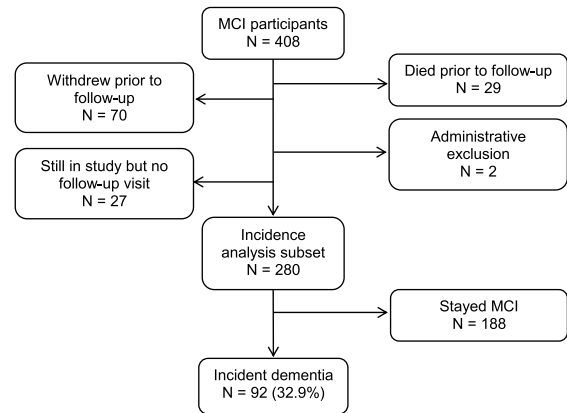 MCI participants
N = 408
Withdrew prior to
follow-up
N = 70
Died prior to follow-up
N = 29
Administrative
exclusion
N = 2
Still in study but no
follow-up visit
N = 27
Incidence
analysis subset
N = 280
Stayed MCI
N = 188
Incident dementia
N = 92 (32.9%)